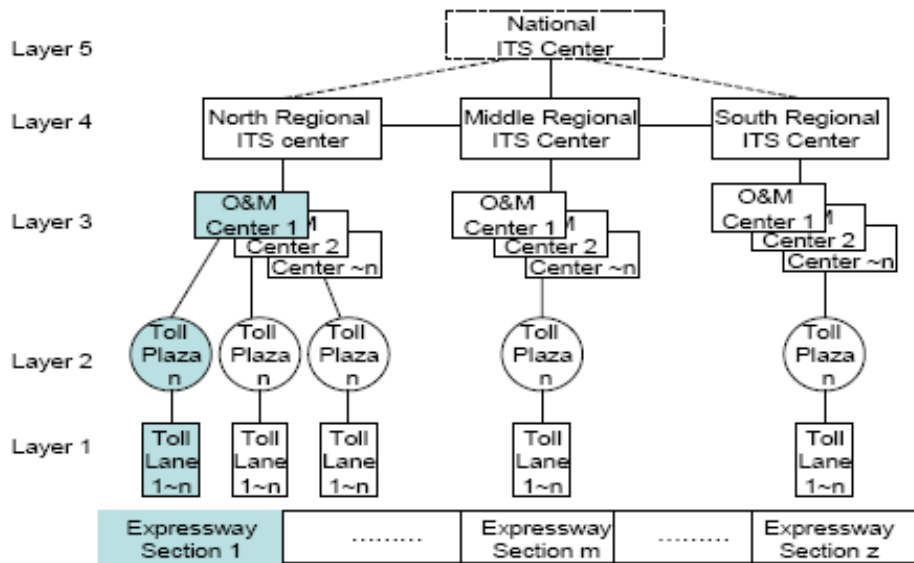 National
ITS Center
Layer 5
Layer 4
North Regional
ITS center
Middle Regional
ITS Center
South Regional
ITS Center
Layer 3
O&M
Center 1
M
Center 2
Center ~n
O&M
Center 1
M
Center 2
Center ~n
O&M
Center 1
M
Center 2
Center ~n
Layer 2
Toll
Plaza
n
Toll
Plaza
n
Toll
Plaza
n
Toll
Plaza
n
Toll
Plaza
n
Layer 1
Toll
Lane
1~n
Toll
Lane
1~n
Toll
Lane
1~n
Toll
Lane
1~n
Toll
Lane
1~n
Expressway
Section 1
.........
Expressway
Section m
.........
Expressway
Section z